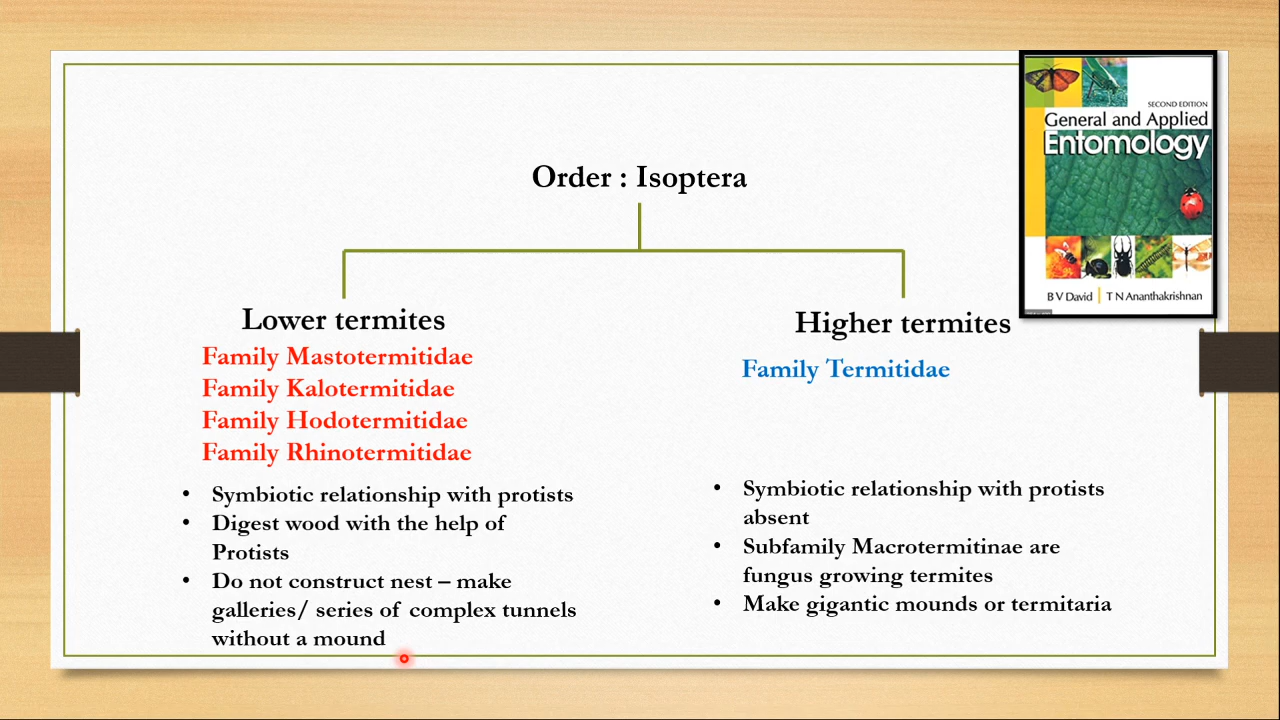 SECOND EDITION
General and Applied
Entomology
B V David | T N Ananthakrishnan
Order : Isoptera
Lower termites
Family Mastotermitidae
Family Kalotermitidae
Family Hodotermitidae
Family Rhinotermitidae
• Symbiotic relationship with protists
• Digest wood with the help of
Protists
• Do not construct nest – make
galleries/ series of complex tunnels
without a mound
Higher termites
Family Termitidae
• Symbiotic relationship with protists
absent
• Subfamily Macrotermitinae are
fungus growing termites
• Make gigantic mounds or termitaria